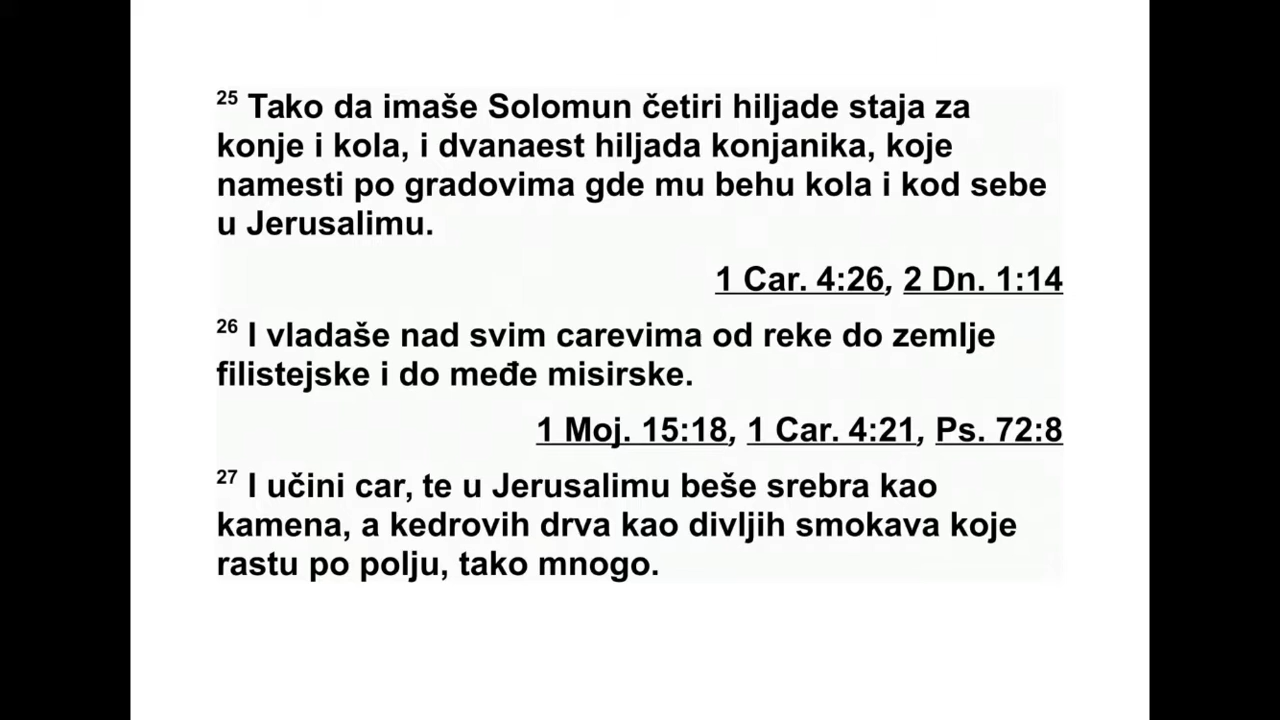 25 Tako da imaše Solomun četiri hiljade staja za
konje i kola, i dvanaest hiljada konjanika, koje
namesti po gradovima gde mu behu kola i kod sebe
u Jerusalimu.
1 Car. 4:26, 2 Dn. 1:14
26 I vladaše nad svim carevima od reke do zemlje
filistejske i do međe misirske.
1 Moj. 15:18, 1 Car. 4:21, Ps. 72:8
27 I učini car, te u Jerusalimu beše srebra kao
kamena, a kedrovih drva kao divljih smokava koje
rastu po polju, tako mnogo.